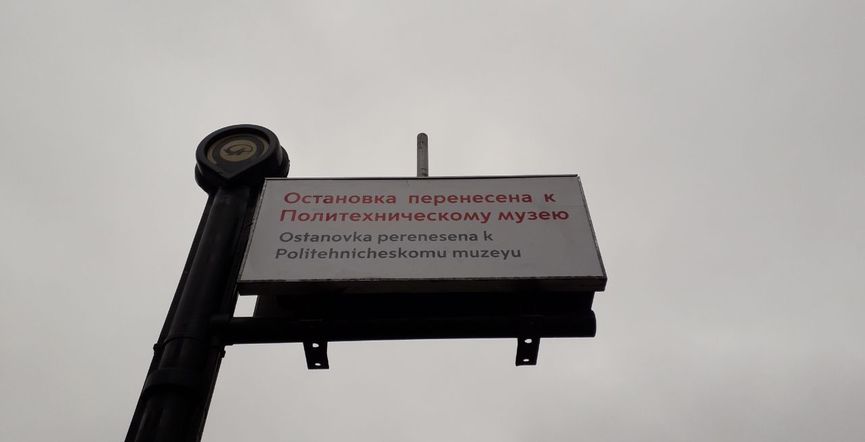 Остановка перенесена к
Политехническому музею
Ostanovka perenesena k
Politehnicheskomu muzeyu